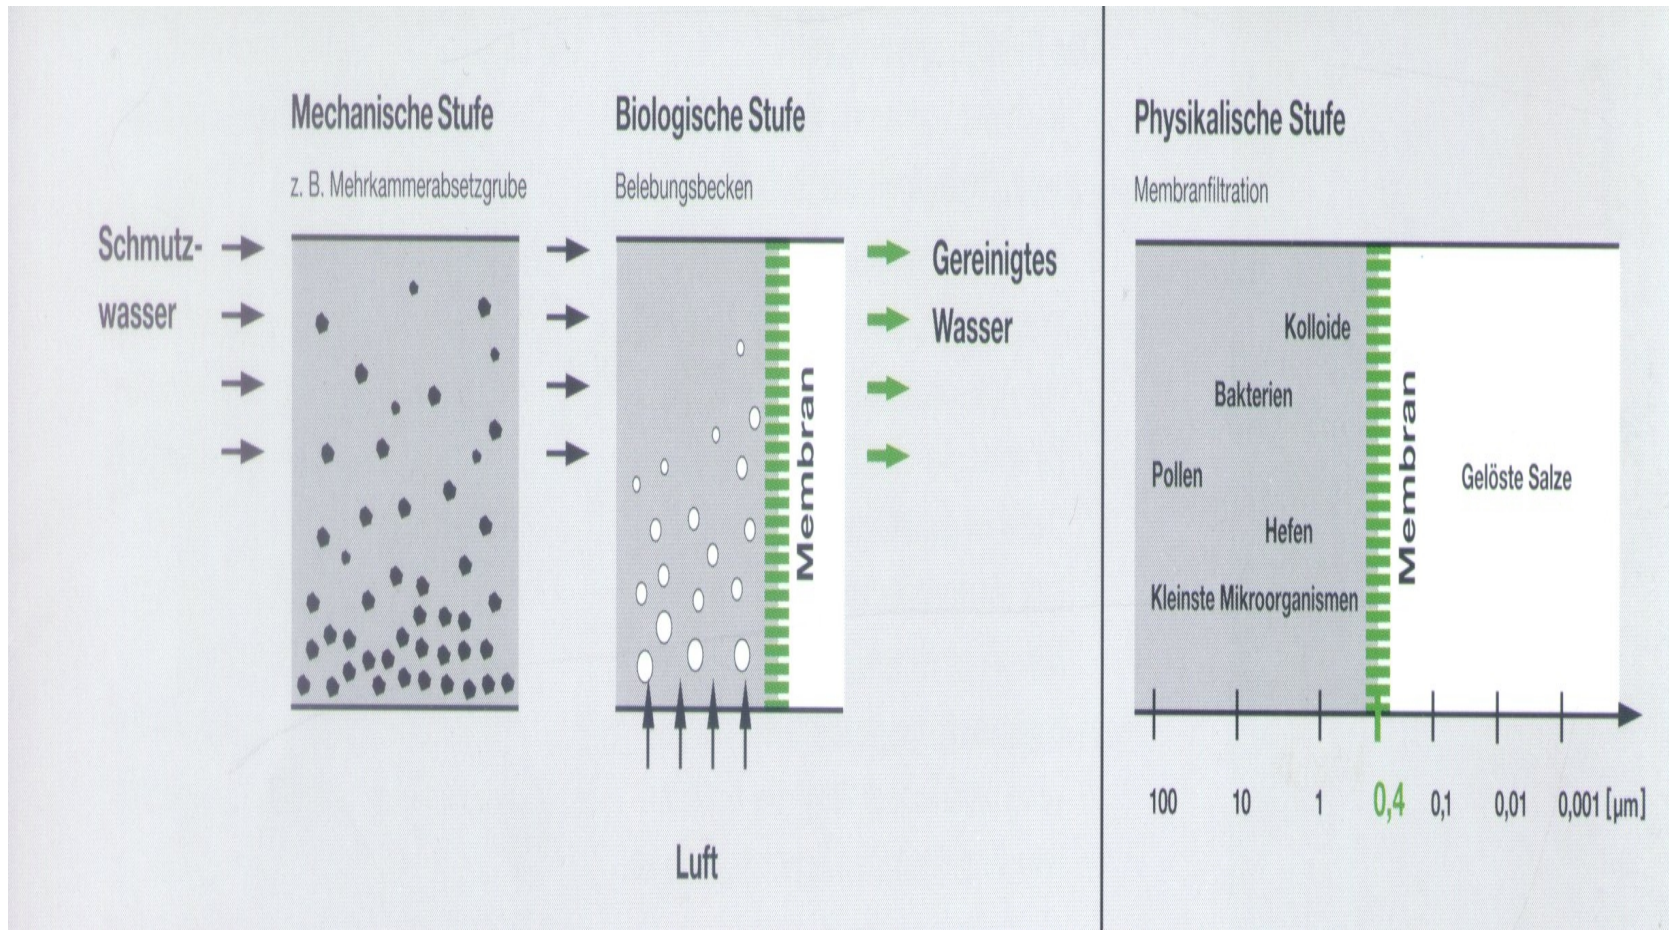 Mechanische Stufe
z. B. Mehrkammerabsetzgrube
Schmutz-
wasser
Biologische Stufe
Belebungsbecken
Membran
Luft
Gereinigtes
Wasser
Physikalische Stufe
Membranfiltration
Kolloide
Bakterien
Pollen
Hefen
Kleinste Mikroorganismen
Membran
Gelöste Salze
100 10 1 0,4 0,1 0,01 0,001 [µm]